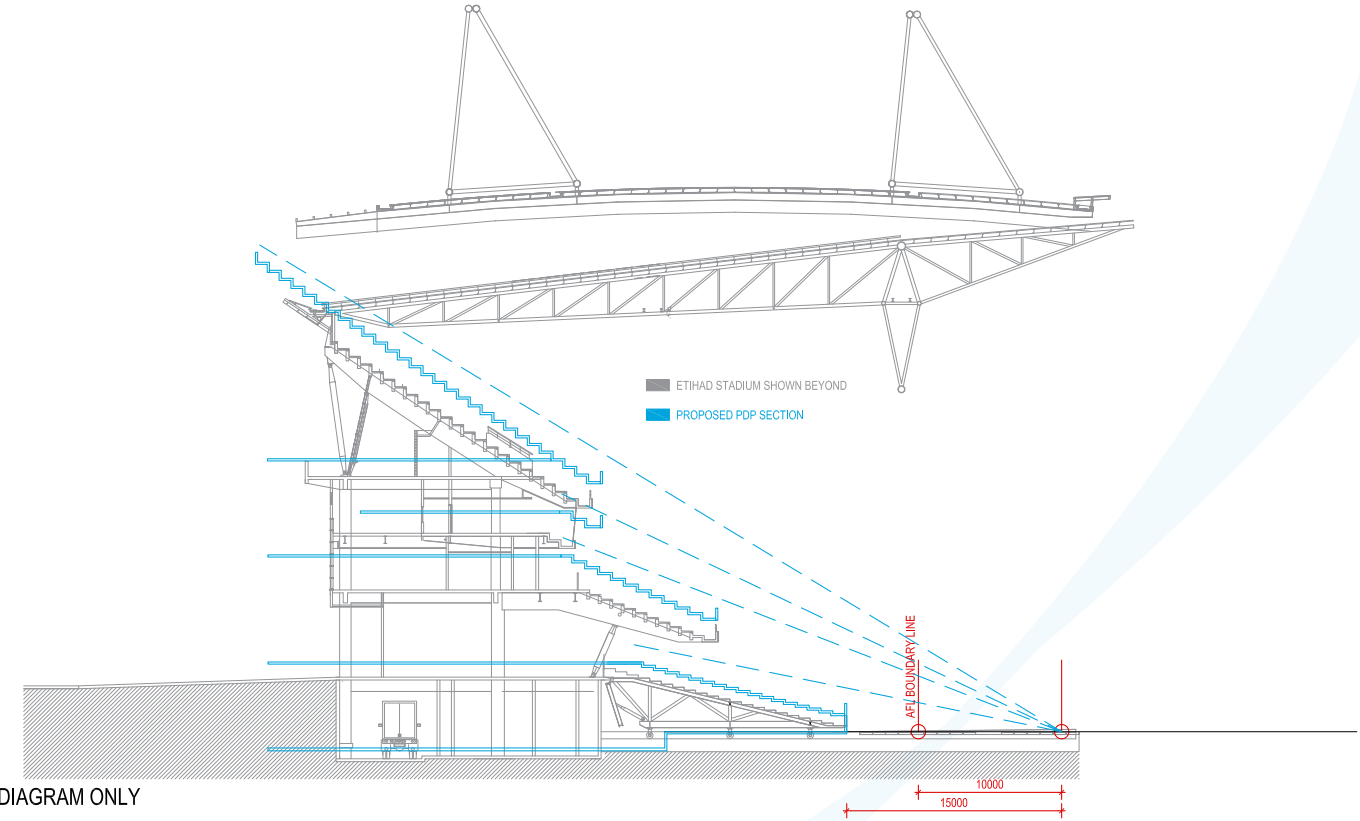 ETIHAD STADIUM SHOWN BEYOND
PROPOSED PDP SECTION
AFL BOUNDARY LINE
10000
15000
DIAGRAM ONLY